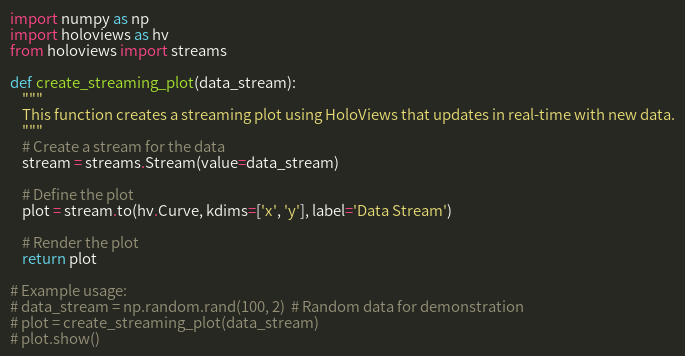 import numpy as np
import holoviews as hv
from holoviews import streams

def create_streaming_plot(data_stream):
    """
    This function creates a streaming plot using HoloViews that updates in real-time with new data.
    """
    # Create a stream for the data
    stream = streams.Stream(value=data_stream)

    # Define the plot
    plot = stream.to(hv.Curve, kdims=['x', 'y'], label='Data Stream')

    # Render the plot
    return plot

# Example usage:
# data_stream = np.random.rand(100, 2)  # Random data for demonstration
# plot = create_streaming_plot(data_stream)
# plot.show()